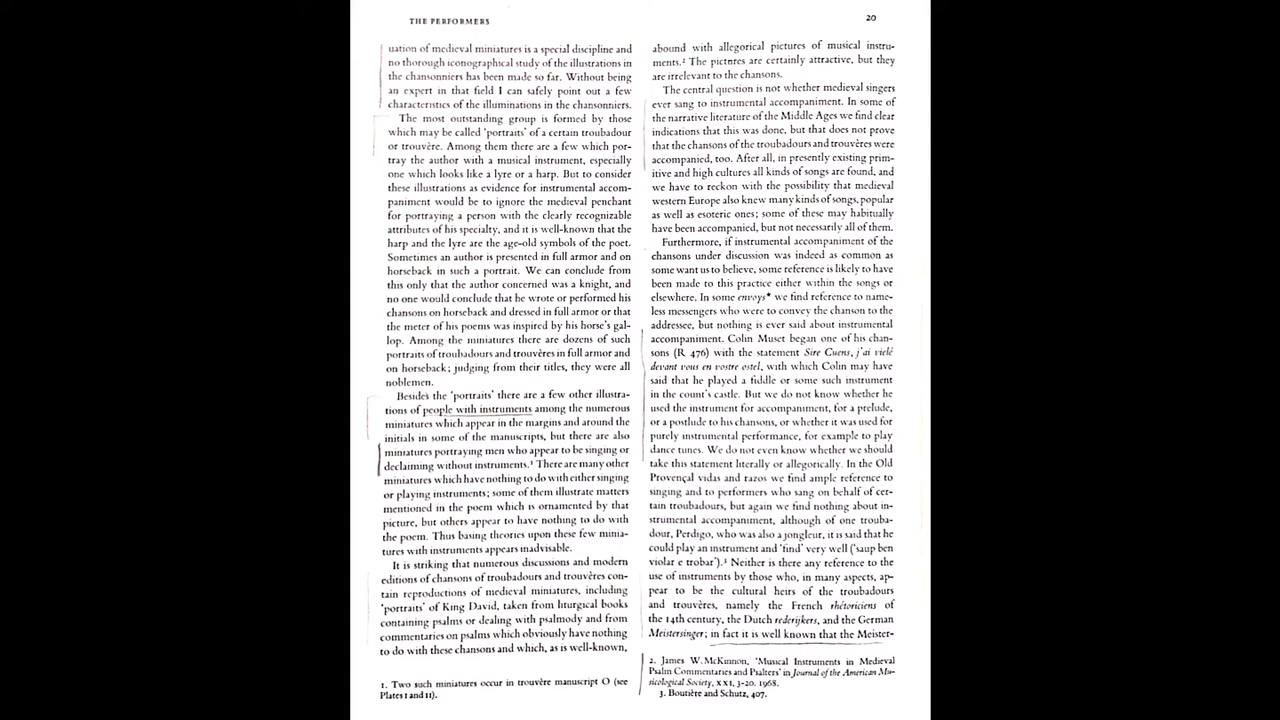 THE PERFORMERS
20
uation of medieval miniatures is a special discipline and
no thorough iconographical study of the illustrations in
the chansonniers has been made so far. Without being
an expert in that field I can safely point out a few
characteristics of the illuminations in the chansonniers.
The most outstanding group is formed by those
which may be called 'portraits' of a certain troubadour
or trouvère. Among them there are a few which por-
tray the author with a musical instrument, especially
one which looks like a lyre or a harp. But to consider
these illustrations as evidence for instrumental accom-
paniment would be to ignore the medieval penchant
for portraying a person with the clearly recognizable
attributes of his specialty, and it is well-known that the
harp and the lyre are the age-old symbols of the poet.
Sometimes an author is presented in full armor and on
horseback in such a portrait. We can conclude from
this only that the author concerned was a knight, and
no one would conclude that he wrote or performed his
chansons on horseback and dressed in full armor or that
the meter of his poems was inspired by his horse's gal-
lop. Among the miniatures there are dozens of such
portraits of troubadours and trouvères in full armor and
on horseback; judging from their titles, they were all
noblemen.
Besides the 'portraits' there are a few other illustra-
tions of people with instruments among the numerous
miniatures which appear in the margins and around the
initials in some of the manuscripts, but there are also
miniatures portraying men who appear to be singing or
declaiming without instruments.¹ There are many other
miniatures which have nothing to do with either singing
or playing instruments; some of them illustrate matters
mentioned in the poem which is ornamented by that
picture, but others appear to have nothing to do with
the poem. Thus basing theories upon these few minia-
tures with instruments appears inadvisable.
It is striking that numerous discussions and modern
editions of chansons of troubadours and trouvères con-
tain reproductions of medieval miniatures, including
'portraits' of King David, taken from liturgical books
containing psalms or dealing with psalmody and from
commentaries on psalms which obviously have nothing
to do with these chansons and which, as is well-known,
1. Two such miniatures occur in trouvère manuscript O (see
Plates I and II).
abound with allegorical pictures of musical instru-
ments.² The pictures are certainly attractive, but they
are irrelevant to the chansons.
The central question is not whether medieval singers
ever sang to instrumental accompaniment. In some of
the narrative literature of the Middle Ages we find clear
indications that this was done, but that does not prove
that the chansons of the troubadours and trouvères were
accompanied, too. After all, in presently existing prim-
itive and high cultures all kinds of songs are found, and
we have to reckon with the possibility that medieval
western Europe also knew many kinds of songs, popular
as well as esoteric ones; some of these may habitually
have been accompanied, but not necessarily all of them.
Furthermore, if instrumental accompaniment of the
chansons under discussion was indeed as common as
some want us to believe, some reference is likely to have
been made to this practice either within the songs or
elsewhere. In some envoys* we find reference to name-
less messengers who were to convey the chanson to the
addressee, but nothing is ever said about instrumental
accompaniment. Colin Muset began one of his chan-
sons (R 476) with the statement Sire Cuens, j'ai vielé
devant vous en vostre ostel, with which Colin may have
said that he played a fiddle or some such instrument
in the count's castle. But we do not know whether he
used the instrument for accompaniment, for a prelude,
or a postlude to his chansons, or whether it was used for
purely instrumental performance, for example to play
dance tunes. We do not even know whether we should
take this statement literally or allegorically. In the Old
Provençal vidas and razos we find ample reference to
singing and to performers who sang on behalf of cer-
tain troubadours, but again we find nothing about in-
strumental accompaniment, although of one trouba-
dour, Perdigo, who was also a jongleur, it is said that he
could play an instrument and 'find' very well ('saup ben
violar e trobar').³ Neither is there any reference to the
use of instruments by those who, in many aspects, ap-
pear to be the cultural heirs of the troubadours
and trouvères, namely the French rhétoriciens of
the 14th century, the Dutch rederijkers, and the German
Meistersinger; in fact it is well known that the Meister-
2. James W. McKinnon, 'Musical Instruments in Medieval
Psalm Commentaries and Psalters' in Journal of the American Mu-
sicological Society, XXI, 3-20. 1968.
3. Boutière and Schutz, 407.